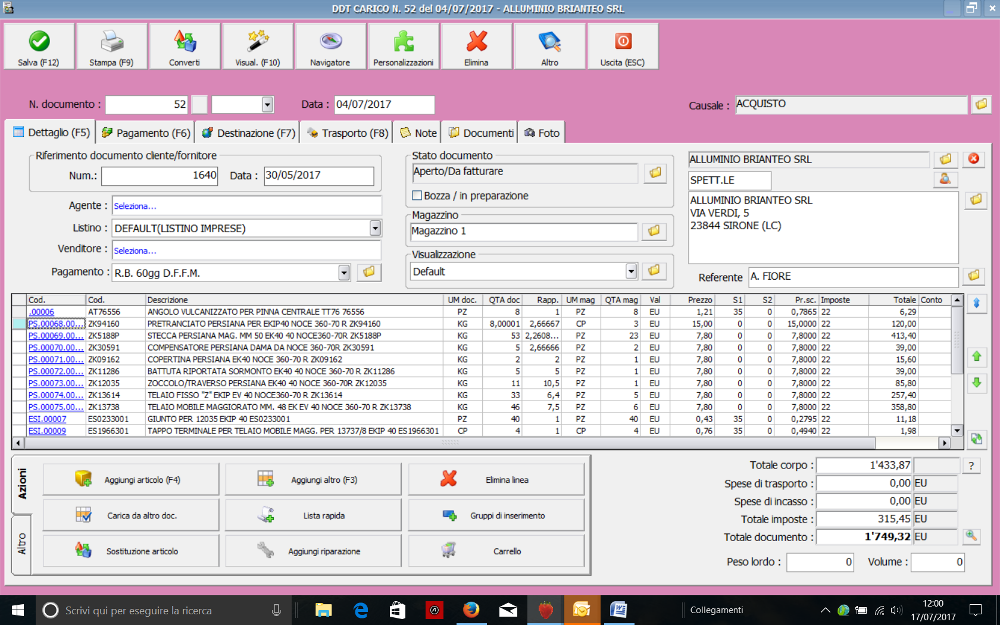 DDT CARICO N. 52 del 04/07/2017 - ALLUMINIO BRIANTEO SRL
Salva (F12) Stampa (F9) Converti Visual. (F10) Navigatore Personalizzazioni Elimina Altro Uscita (ESC)
N. documento : 52 Data : 04/07/2017 Causale : ACQUISTO
Dettaglio (F5) Pagamento (F6) Destinazione (F7) Trasporto (F8) Note Documenti Foto
Riferimento documento cliente/fornitore
Num.: 1640 Data : 30/05/2017
Agente : Seleziona...
Listino : DEFAULT(LISTINO IMPRESE)
Venditore : Seleziona...
Pagamento : R.B. 60gg D.F.F.M.
Stato documento
Aperto/Da fatturare
Bozza / in preparazione
Magazzino
Magazzino 1
Visualizzazione
Default
ALLUMINIO BRIANTEO SRL
SPETT.LE
ALLUMINIO BRIANTEO SRL
VIA VERDI, 5
23844 SIRONE (LC)
Referente A. FIORE
Cod. Cod. Descrizione UM doc. QTA doc Rapp. UM mag QTA mag Val Prezzo S1 S2 Pr.sc. Imposte Totale Conto
.00006 AT76556 ANGOLO VULCANIZZATO PER PINNA CENTRALE TT76 76556 PZ 8 1 PZ 8 EU 1,21 35 0 0,7865 22 6,29
PS.00068.00... ZK94160 PRETRANCIATO PERSIANA PER EKIP40 NOCE 360-70 R ZK94160 KG 8,00001 2,66667 CP 3 EU 15,00 0 0 15,0000 22 120,00
PS.00069.00... ZK5188P STECCA PERSIANA MAG. MM 50 EK40 40 NOCE360-70R ZK5188P KG 53 2,2608... PZ 23 EU 7,80 0 0 7,8000 22 413,40
PS.00070.00... ZK30591 COMPENSATORE PERSIANA DAMA DA NOCE 360-70R ZK30591 KG 5 2,66666 PZ 2 EU 7,80 0 0 7,8000 22 39,00
PS.00071.00... ZK09162 COPERTINA PERSIANA EK40 NOCE 360-70 R ZK09162 KG 2 2 PZ 1 EU 7,80 0 0 7,8000 22 15,60
PS.00072.00... ZK11286 BATTUTA RIPORTATA SORMONTO EK40 40 NOCE 360-70 R ZK11286 KG 5 5 PZ 1 EU 7,80 0 0 7,8000 22 39,00
PS.00073.00... ZK12035 ZOCCOLO/TRAVERSO PERSIANA EK40 40 NOCE 360-70R ZK12035 KG 11 10,5 PZ 1 EU 7,80 0 0 7,8000 22 85,80
PS.00074.00... ZK13614 TELAIO FISSO "Z" EKIP EV 40 NOCE360-70 R ZK13614 KG 33 6,4 PZ 5 EU 7,80 0 0 7,8000 22 257,40
PS.00075.00... ZK13738 TELAIO MOBILE MAGGIORATO MM. 48 EK EV 40 NOCE 360-70 R ZK13738 KG 46 7,5 PZ 6 EU 7,80 0 0 7,8000 22 358,80
ESI.00007 ES0233001 GIUNTO PER 12035 EKIP 40 ES0233001 PZ 40 1 PZ 40 EU 0,43 35 0 0,2795 22 11,18
ESI.00009 ES1966301 TAPPO TERMINALE PER TELAIO MOBILE MAGG. PER 13737/8 EKIP 40 ES1966301 CP 4 1 CP 4 EU 0,76 35 0 0,4940 22 1,98
Azioni
Altro
Aggiungi articolo (F4) Aggiungi altro (F3) Elimina linea
Carica da altro doc. Lista rapida Gruppi di inserimento
Sostituzione articolo Aggiungi riparazione Carrello
Totale corpo : 1'433,87 ?
Spese di trasporto : 0,00 EU
Spese di incasso : 0,00 EU
Totale imposte : 315,45 EU
Totale documento : 1'749,32 EU
Peso lordo : 0 Volume : 0
Scrivi qui per eseguire la ricerca
Collegamenti
12:00
17/07/2017